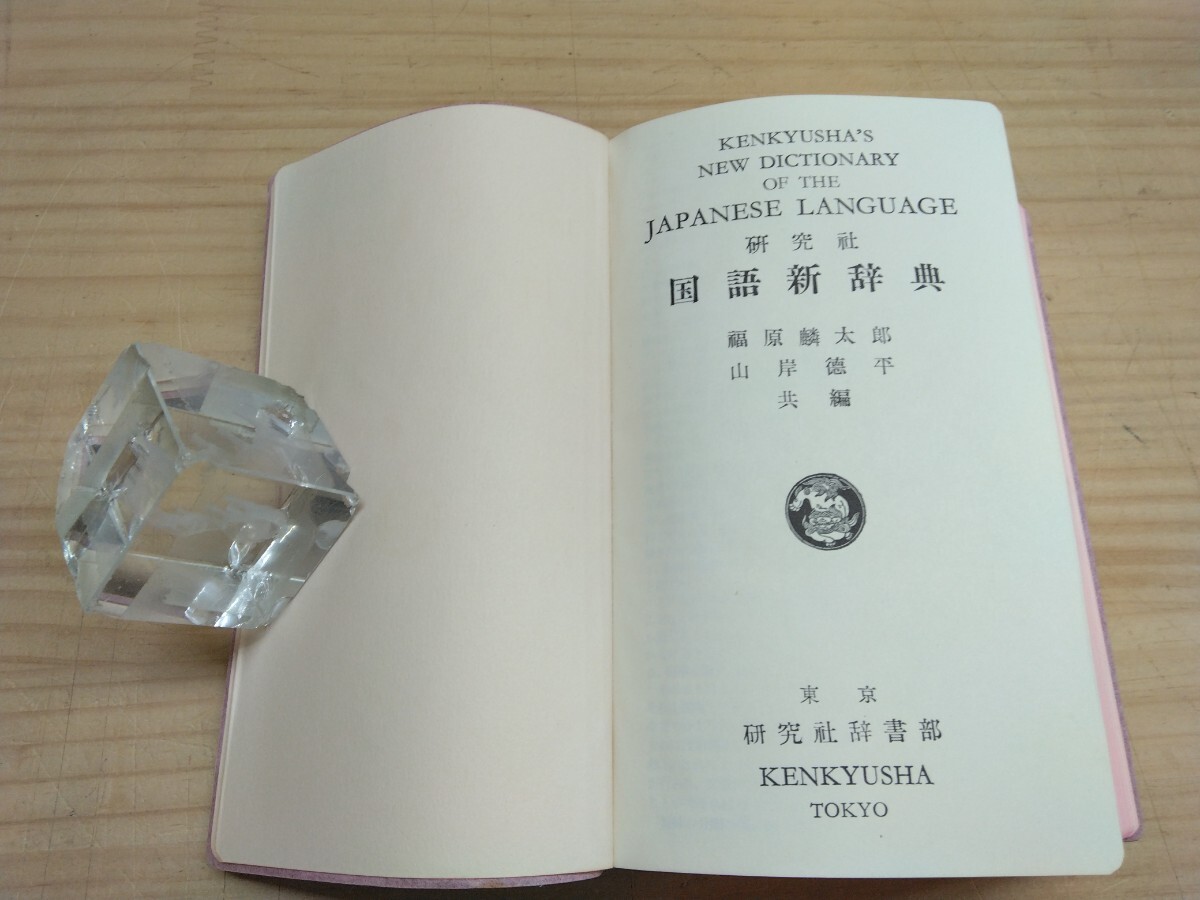 KENKYUSHA'S
NEW DICTIONARY
OF THE
JAPANESE LANGUAGE
研究社
国語新辞典
福原麟太郎
山岸德平
共編
東京
研究社辞書部
KENKYUSHA
TOKYO